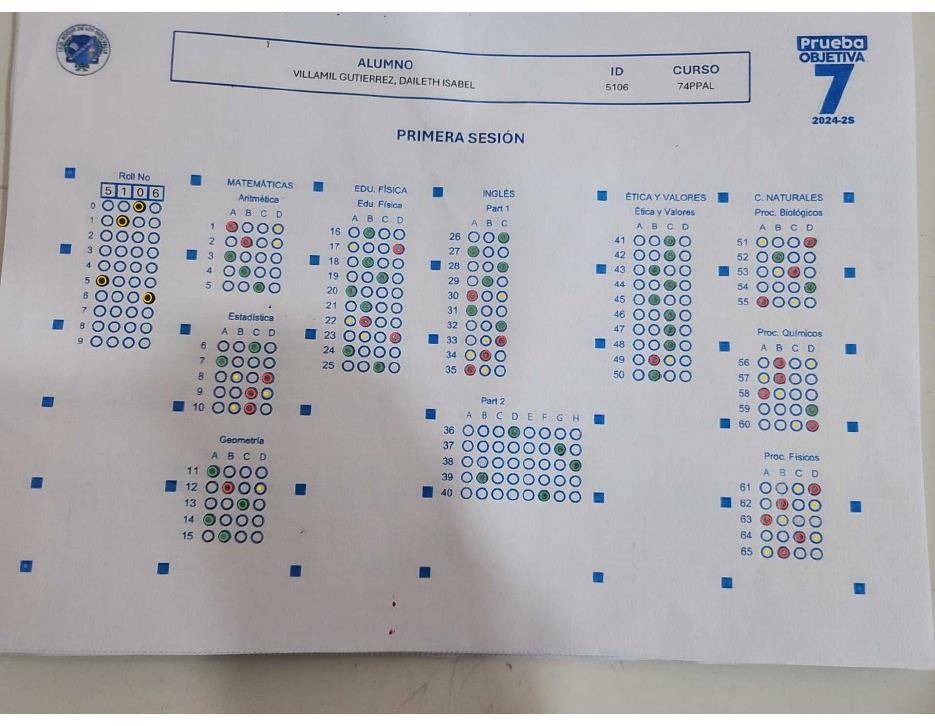 Prueba
OBJETIVA
7
2024-2S
ALUMNO
VILLAMIL GUTIERREZ, DAILETH ISABEL
ID
5106
CURSO
74PPAL
PRIMERA SESIÓN
Roll No
5 1 0 6
0
1
2
3
4
5
6
7
8
9
MATEMÁTICAS
Aritmética
A B C D
1
2
3
4
5
Estadística
A B C D
6
7
8
9
10
Geometría
A B C D
11
12
13
14
15
EDU. FÍSICA
Edu. Física
A B C D
16
17
18
19
20
21
22
23
24
25
INGLÉS
Part 1
A B C
26
27
28
29
30
31
32
33
34
35
Part 2
A B C D E F G H
36
37
38
39
40
ÉTICA Y VALORES
Ética y Valores
A B C D
41
42
43
44
45
46
47
48
49
50
C. NATURALES
Proc. Biológicos
A B C D
51
52
53
54
55
Proc. Químicos
A B C D
56
57
58
59
60
Proc. Físicos
A B C D
61
62
63
64
65